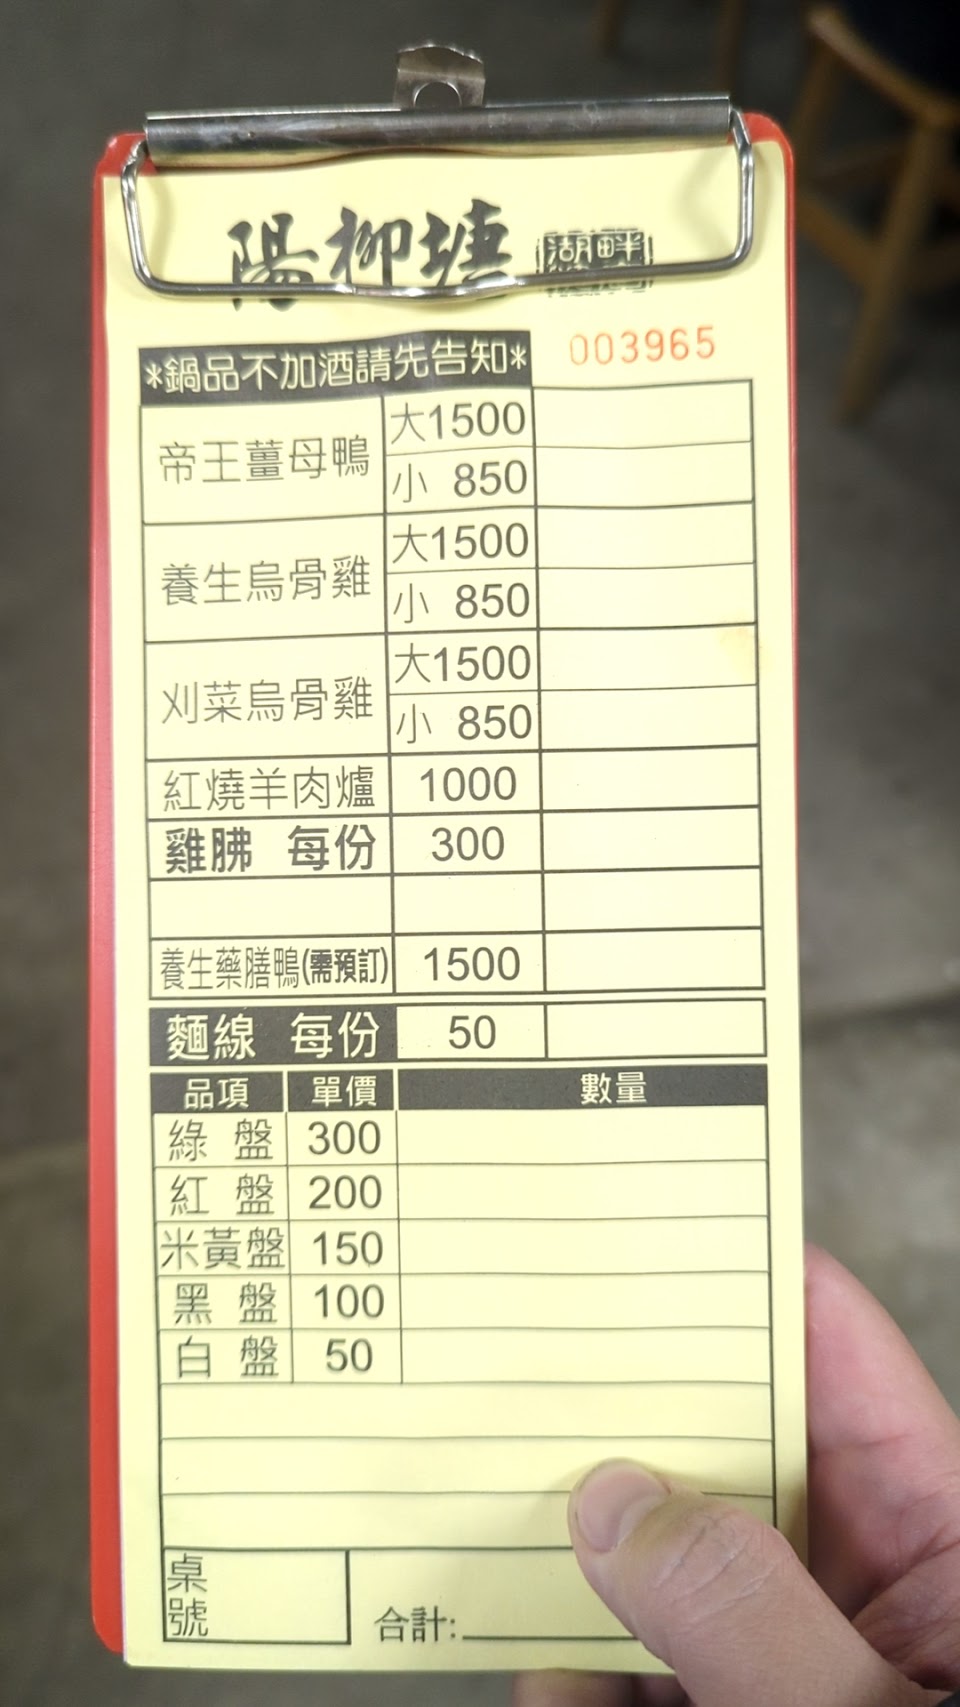 陽柳塘 湖畔
003965
*鍋品不加酒請先告知*
帝王薑母鴨 大1500
小 850
養生烏骨雞 大1500
小 850
刈菜烏骨雞 大1500
小 850
紅燒羊肉爐 1000
雞胇 每份 300
養生藥膳鴨(需預訂) 1500
麵線 每份 50
品項 單價 數量
綠 盤 300
紅 盤 200
米黃盤 150
黑 盤 100
白 盤 50
桌號
合計: